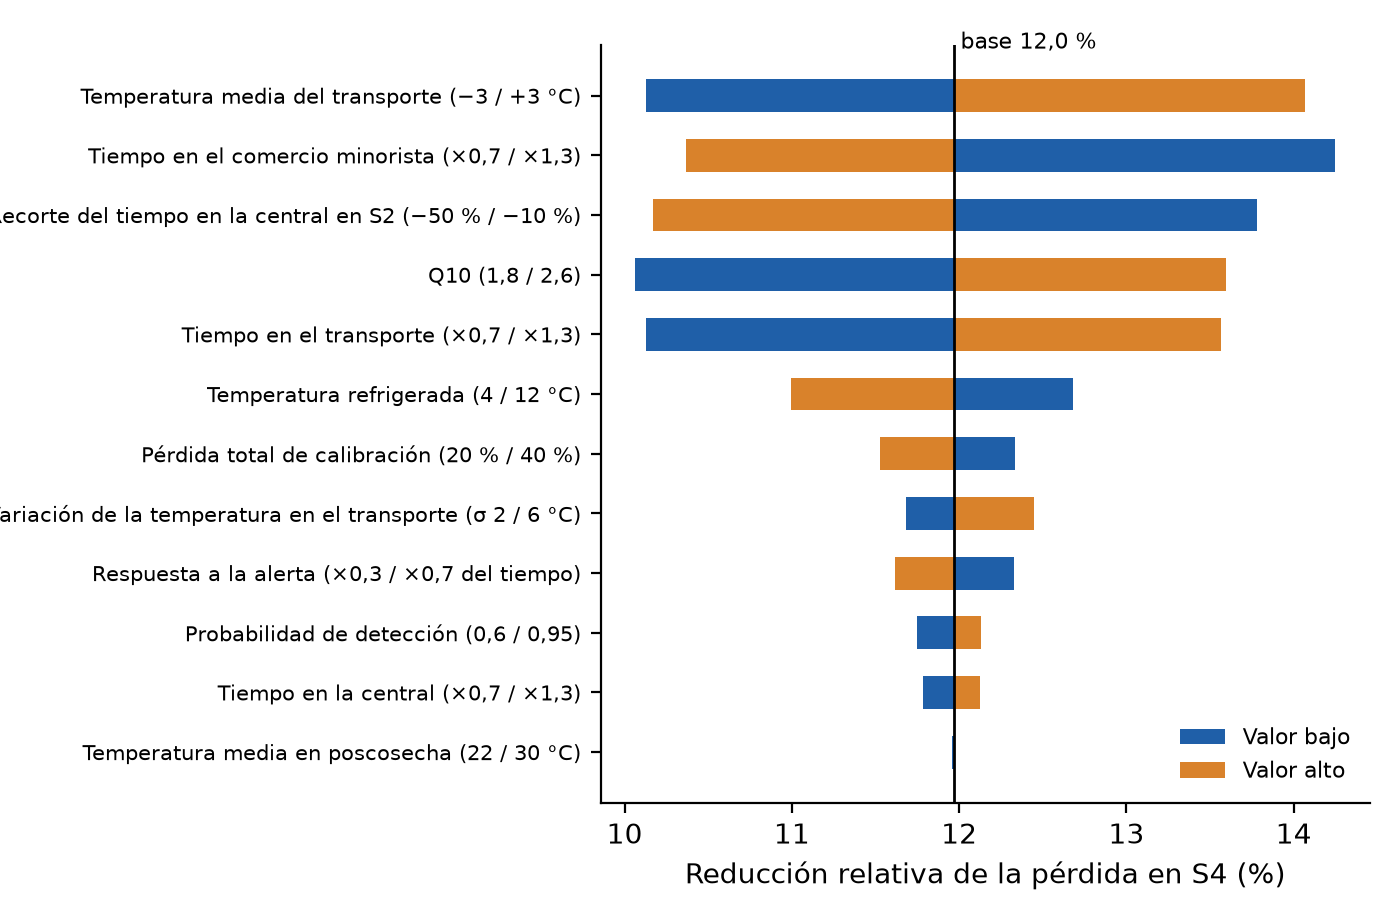 base 12,0 %
Temperatura media del transporte (−3 / +3 °C)
Tiempo en el comercio minorista (×0,7 / ×1,3)
ecorte del tiempo en la central en S2 (−50 % / −10 %)
Q10 (1,8 / 2,6)
Tiempo en el transporte (×0,7 / ×1,3)
Temperatura refrigerada (4 / 12 °C)
Pérdida total de calibración (20 % / 40 %)
ariación de la temperatura en el transporte (σ 2 / 6 °C)
Respuesta a la alerta (×0,3 / ×0,7 del tiempo)
Probabilidad de detección (0,6 / 0,95)
Tiempo en la central (×0,7 / ×1,3)
Temperatura media en poscosecha (22 / 30 °C)
Valor bajo
Valor alto
10 11 12 13 14
Reducción relativa de la pérdida en S4 (%)